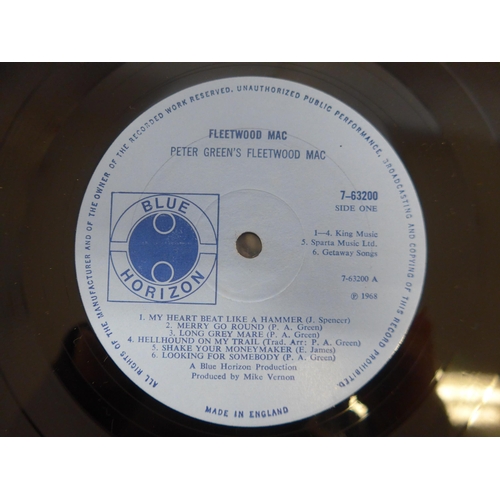 ALL RIGHTS OF THE MANUFACTURER AND OF THE OWNER OF THE RECORDED WORK RESERVED. UNAUTHORIZED PUBLIC PERFORMANCE, BROADCASTING AND COPYING OF THIS RECORD PROHIBITED.
FLEETWOOD MAC
PETER GREEN'S FLEETWOOD MAC
7-63200
SIDE ONE
BLUE
HORIZON
1—4. King Music
5. Sparta Music Ltd.
6. Getaway Songs
7-63200 A
℗ 1968
1. MY HEART BEAT LIKE A HAMMER (J. Spencer)
2. MERRY GO ROUND (P. A. Green)
3. LONG GREY MARE (P. A. Green)
4. HELLHOUND ON MY TRAIL (Trad. Arr: P. A. Green)
5. SHAKE YOUR MONEYMAKER (E. James)
6. LOOKING FOR SOMEBODY (P. A. Green)
A Blue Horizon Production
Produced by Mike Vernon
MADE IN ENGLAND